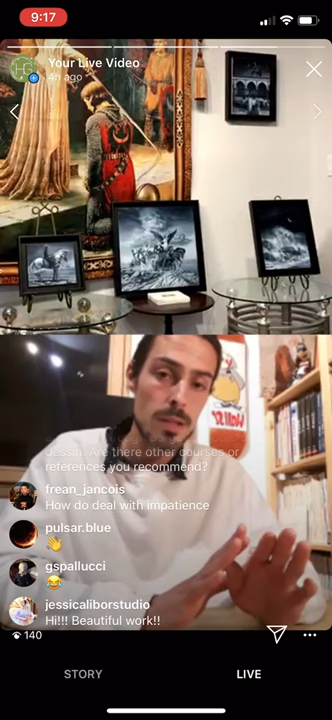 9:17
Your Live Video
4h ago
dessin. Are there other courses or
references you recommend?
frean_jancois
How do deal with impatience
pulsar.blue
gspallucci
jessicaliborstudio
Hi!!! Beautiful work!!
140
STORY
LIVE